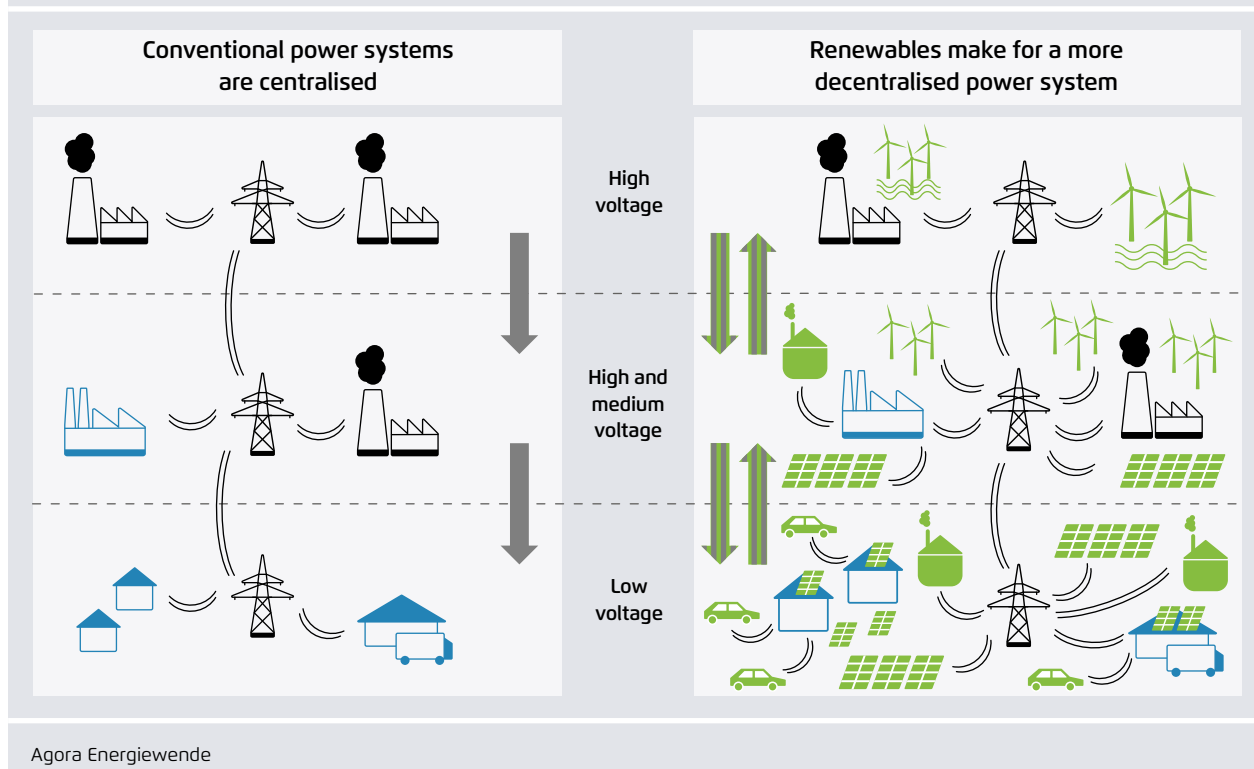 Conventional power systems
are centralised
Renewables make for a more
decentralised power system
High
voltage
High and
medium
voltage
Low
voltage
Agora Energiewende